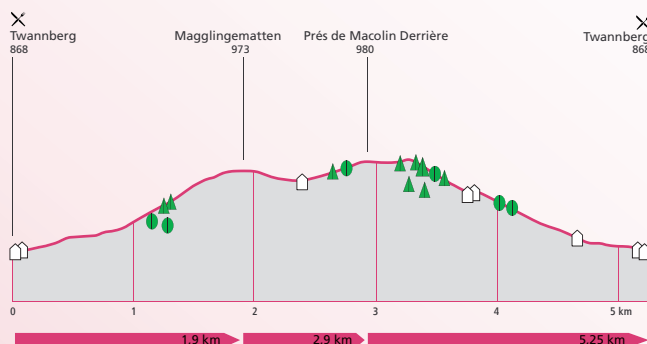 Twannberg
868
Magglingematten
973
Prés de Macolin Derrière
980
Twannberg
868
0 1 2 3 4 5 km
1.9 km 2.9 km 5.25 km